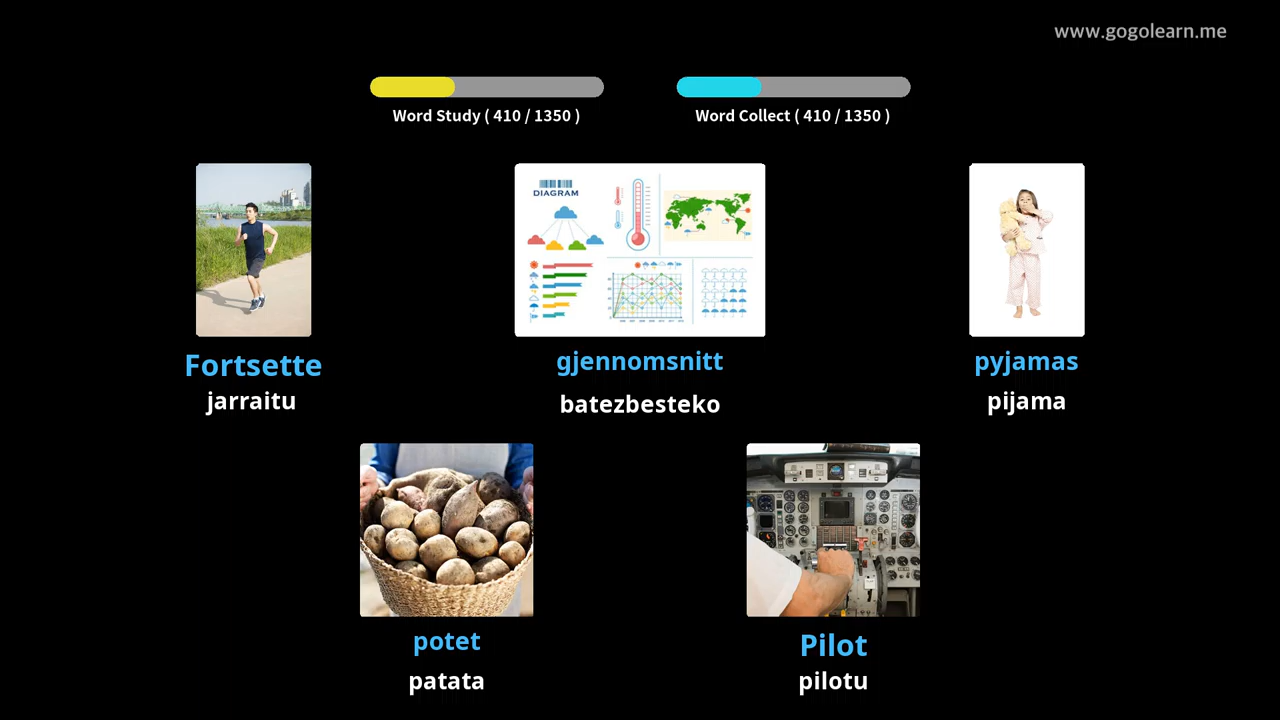 www.gogolearn.me
Word Study ( 410 / 1350 )
Word Collect ( 410 / 1350 )
DIAGRAM
Fortsette
jarraitu
gjennomsnitt
batezbesteko
pyjamas
pijama
potet
patata
Pilot
pilotu